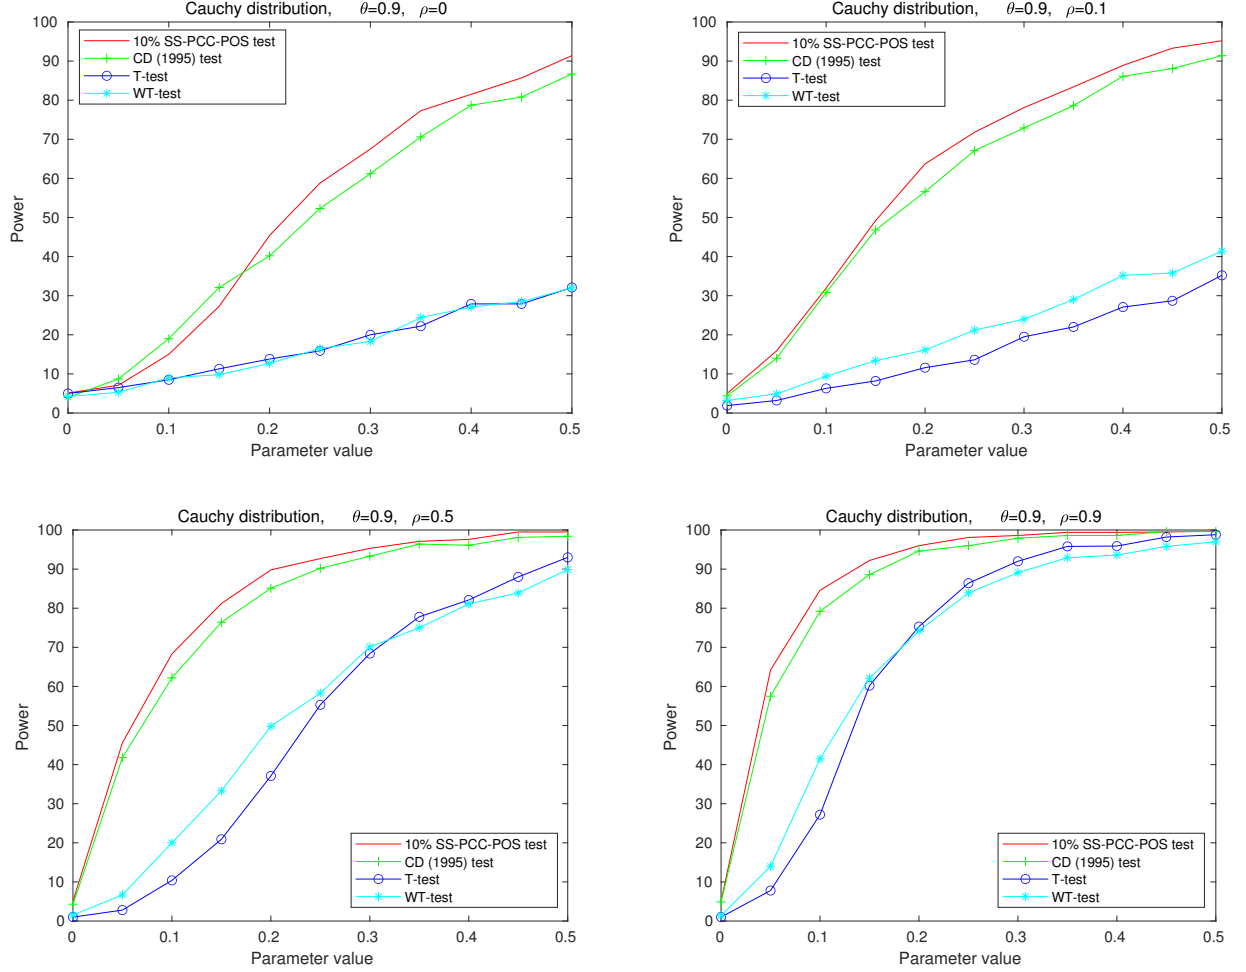 Cauchy distribution, θ=0.9, ρ=0
100
90
80
70
60
50
40
30
20
10
0
Power
10% SS-PCC-POS test
CD (1995) test
T-test
WT-test
0 0.1 0.2 0.3 0.4 0.5
Parameter value
Cauchy distribution, θ=0.9, ρ=0.1
100
90
80
70
60
50
40
30
20
10
0
Power
10% SS-PCC-POS test
CD (1995) test
T-test
WT-test
0 0.1 0.2 0.3 0.4 0.5
Parameter value
Cauchy distribution, θ=0.9, ρ=0.5
100
90
80
70
60
50
40
30
20
10
0
Power
10% SS-PCC-POS test
CD (1995) test
T-test
WT-test
0 0.1 0.2 0.3 0.4 0.5
Parameter value
Cauchy distribution, θ=0.9, ρ=0.9
100
90
80
70
60
50
40
30
20
10
0
Power
10% SS-PCC-POS test
CD (1995) test
T-test
WT-test
0 0.1 0.2 0.3 0.4 0.5
Parameter value